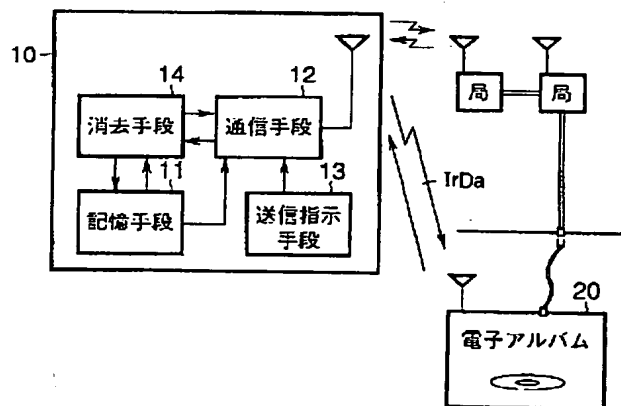 10
14
消去手段
12
通信手段
11
記憶手段
13
送信指示
手段
局
局
IrDa
20
電子アルバム